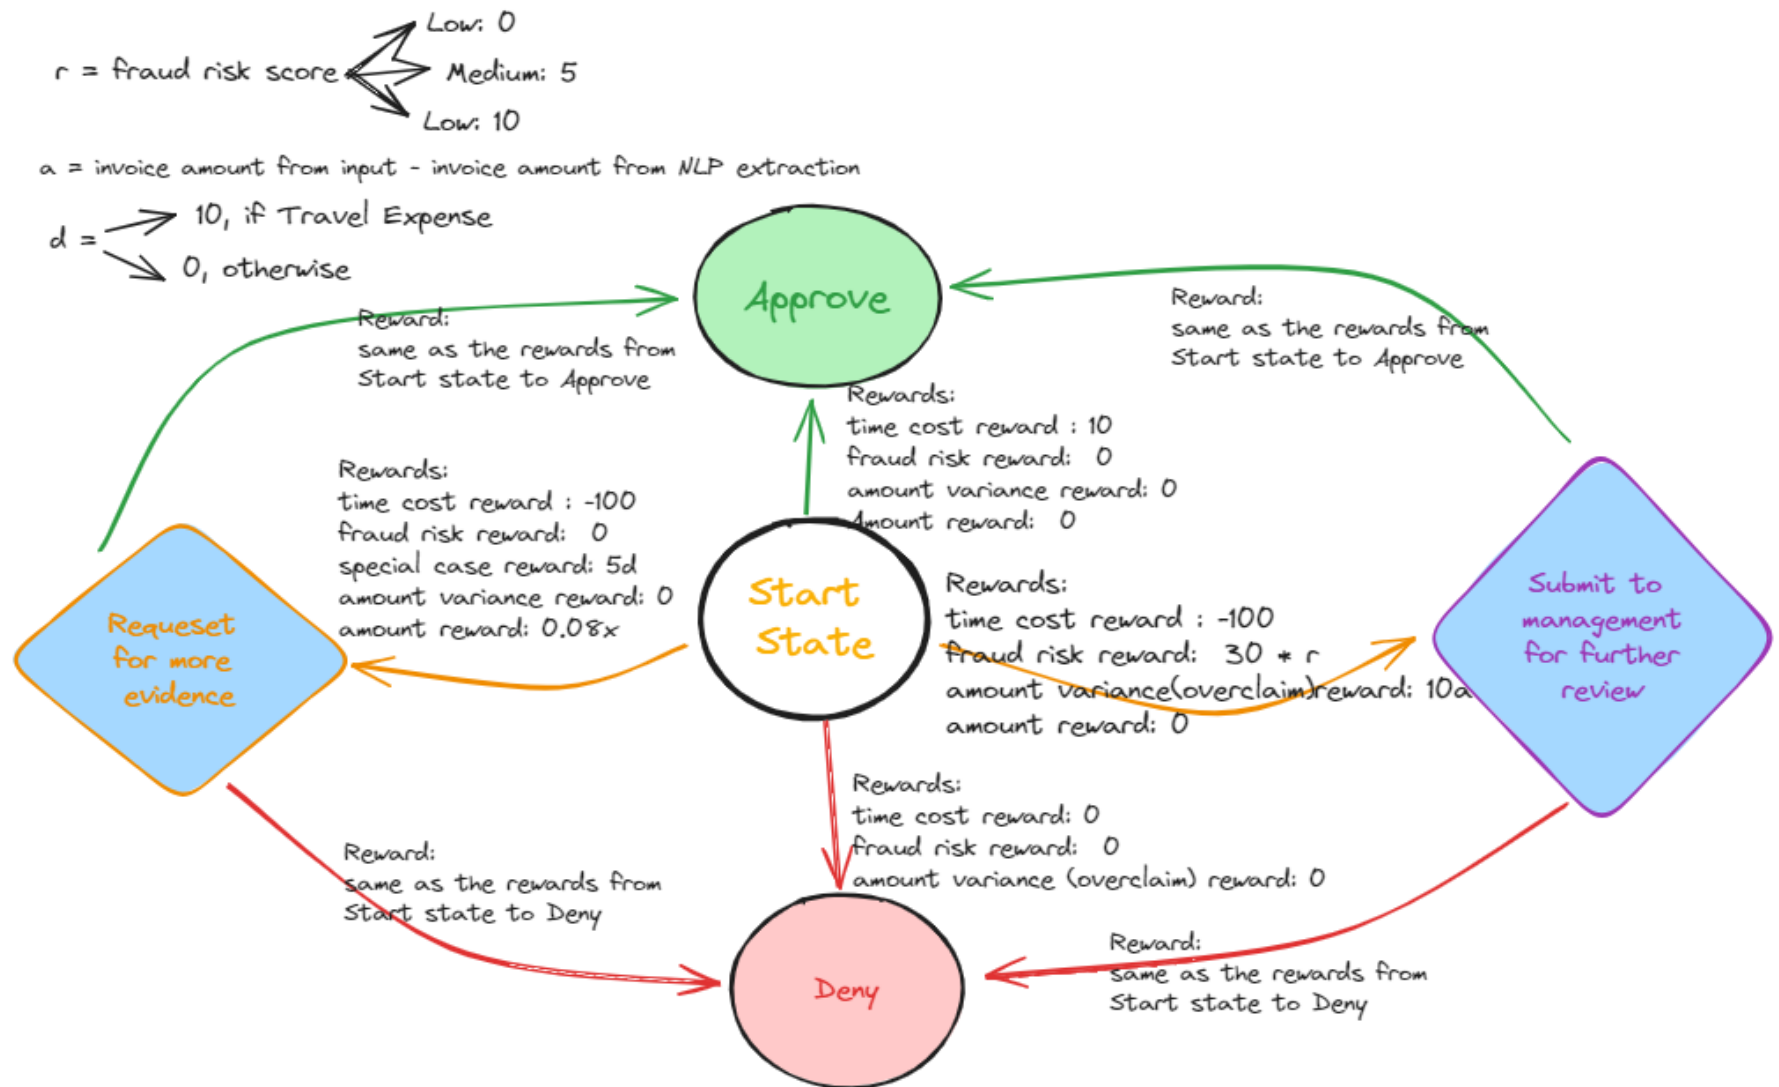 Low: 0
r = fraud risk score
Medium: 5
Low: 10
a = invoice amount from input - invoice amount from NLP extraction
10, if Travel Expense
d =
0, otherwise
Reward:
same as the rewards from
Start state to Approve
Approve
Reward:
same as the rewards from
Start state to Approve
Rewards:
time cost reward : 10
fraud risk reward: 0
amount variance reward: 0
Amount reward: 0
Rewards:
time cost reward : -100
fraud risk reward: 0
special case reward: 5d
amount variance reward: 0
amount reward: 0.08x
Start
State
Requeset
for more
evidence
Rewards:
time cost reward : -100
fraud risk reward: 30 * r
amount variance(overclaim)reward: 10a
amount reward: 0
Submit to
management
for further
review
Rewards:
time cost reward: 0
fraud risk reward: 0
amount variance (overclaim) reward: 0
Reward:
same as the rewards from
Start state to Deny
Deny
Reward:
same as the rewards from
Start state to Deny